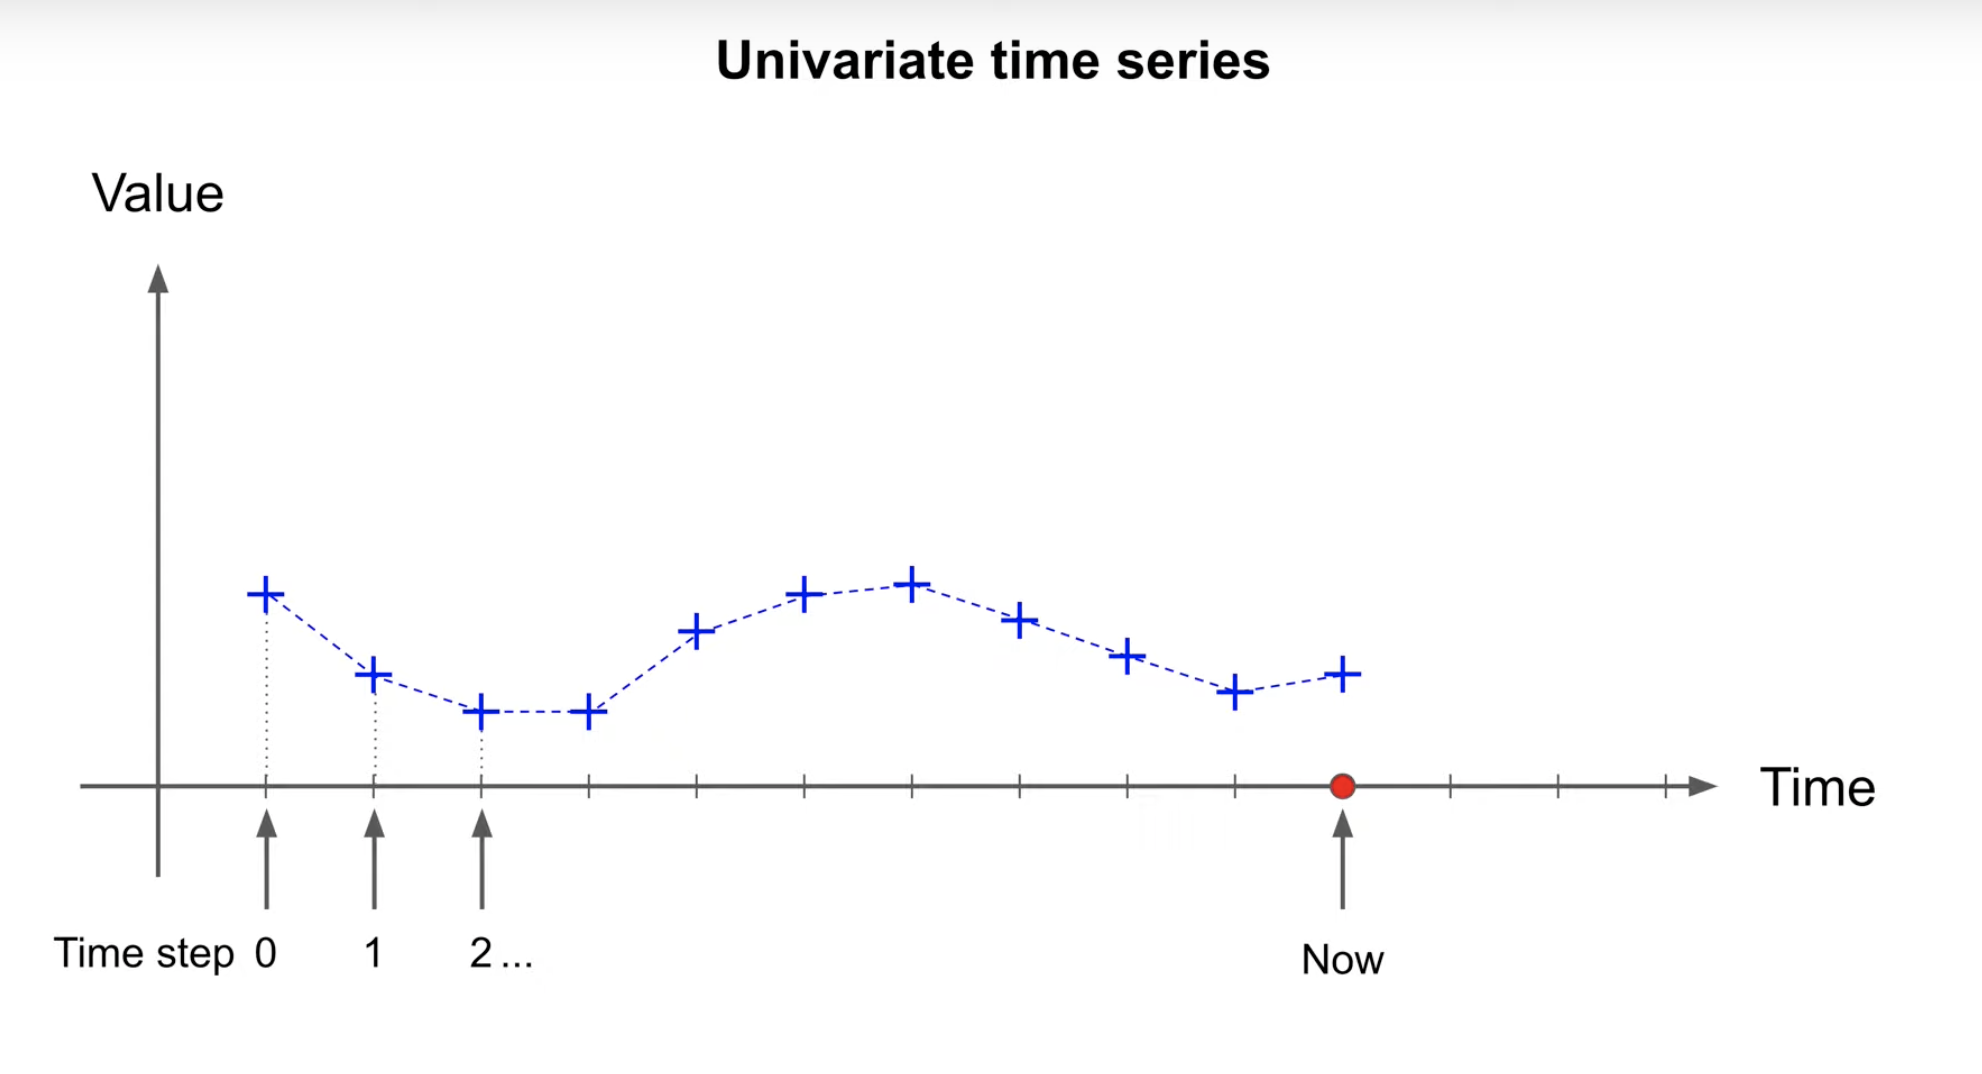 Univariate time series
Value
Time
Time step 0 1 2...
Now